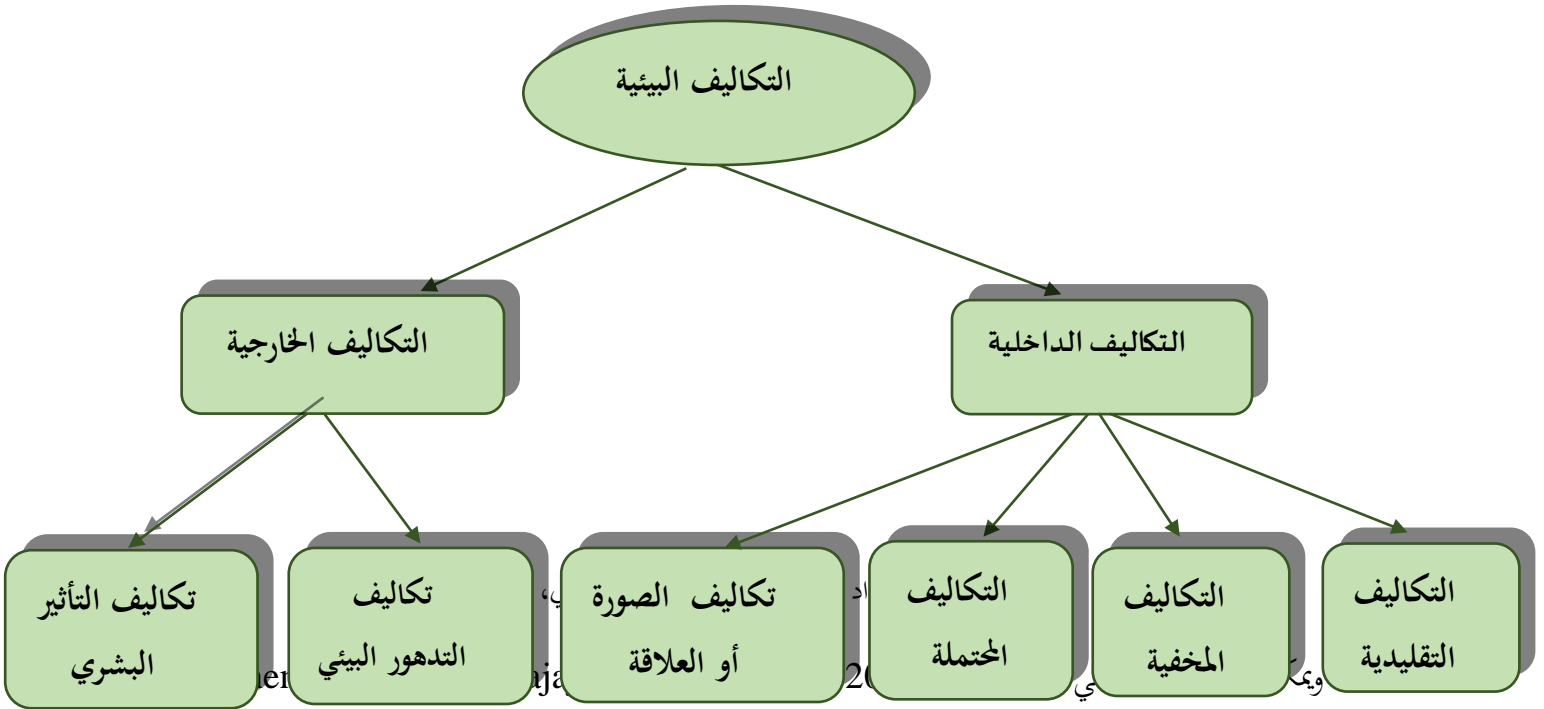 التكاليف البيئية
التكاليف الداخلية
التكاليف الخارجية
التكاليف
التقليدية
التكاليف
المخفية
التكاليف
المحتملة
تكاليف الصورة
أو العلاقة
تكاليف
التدهور البيئي
تكاليف التأثير
البشري